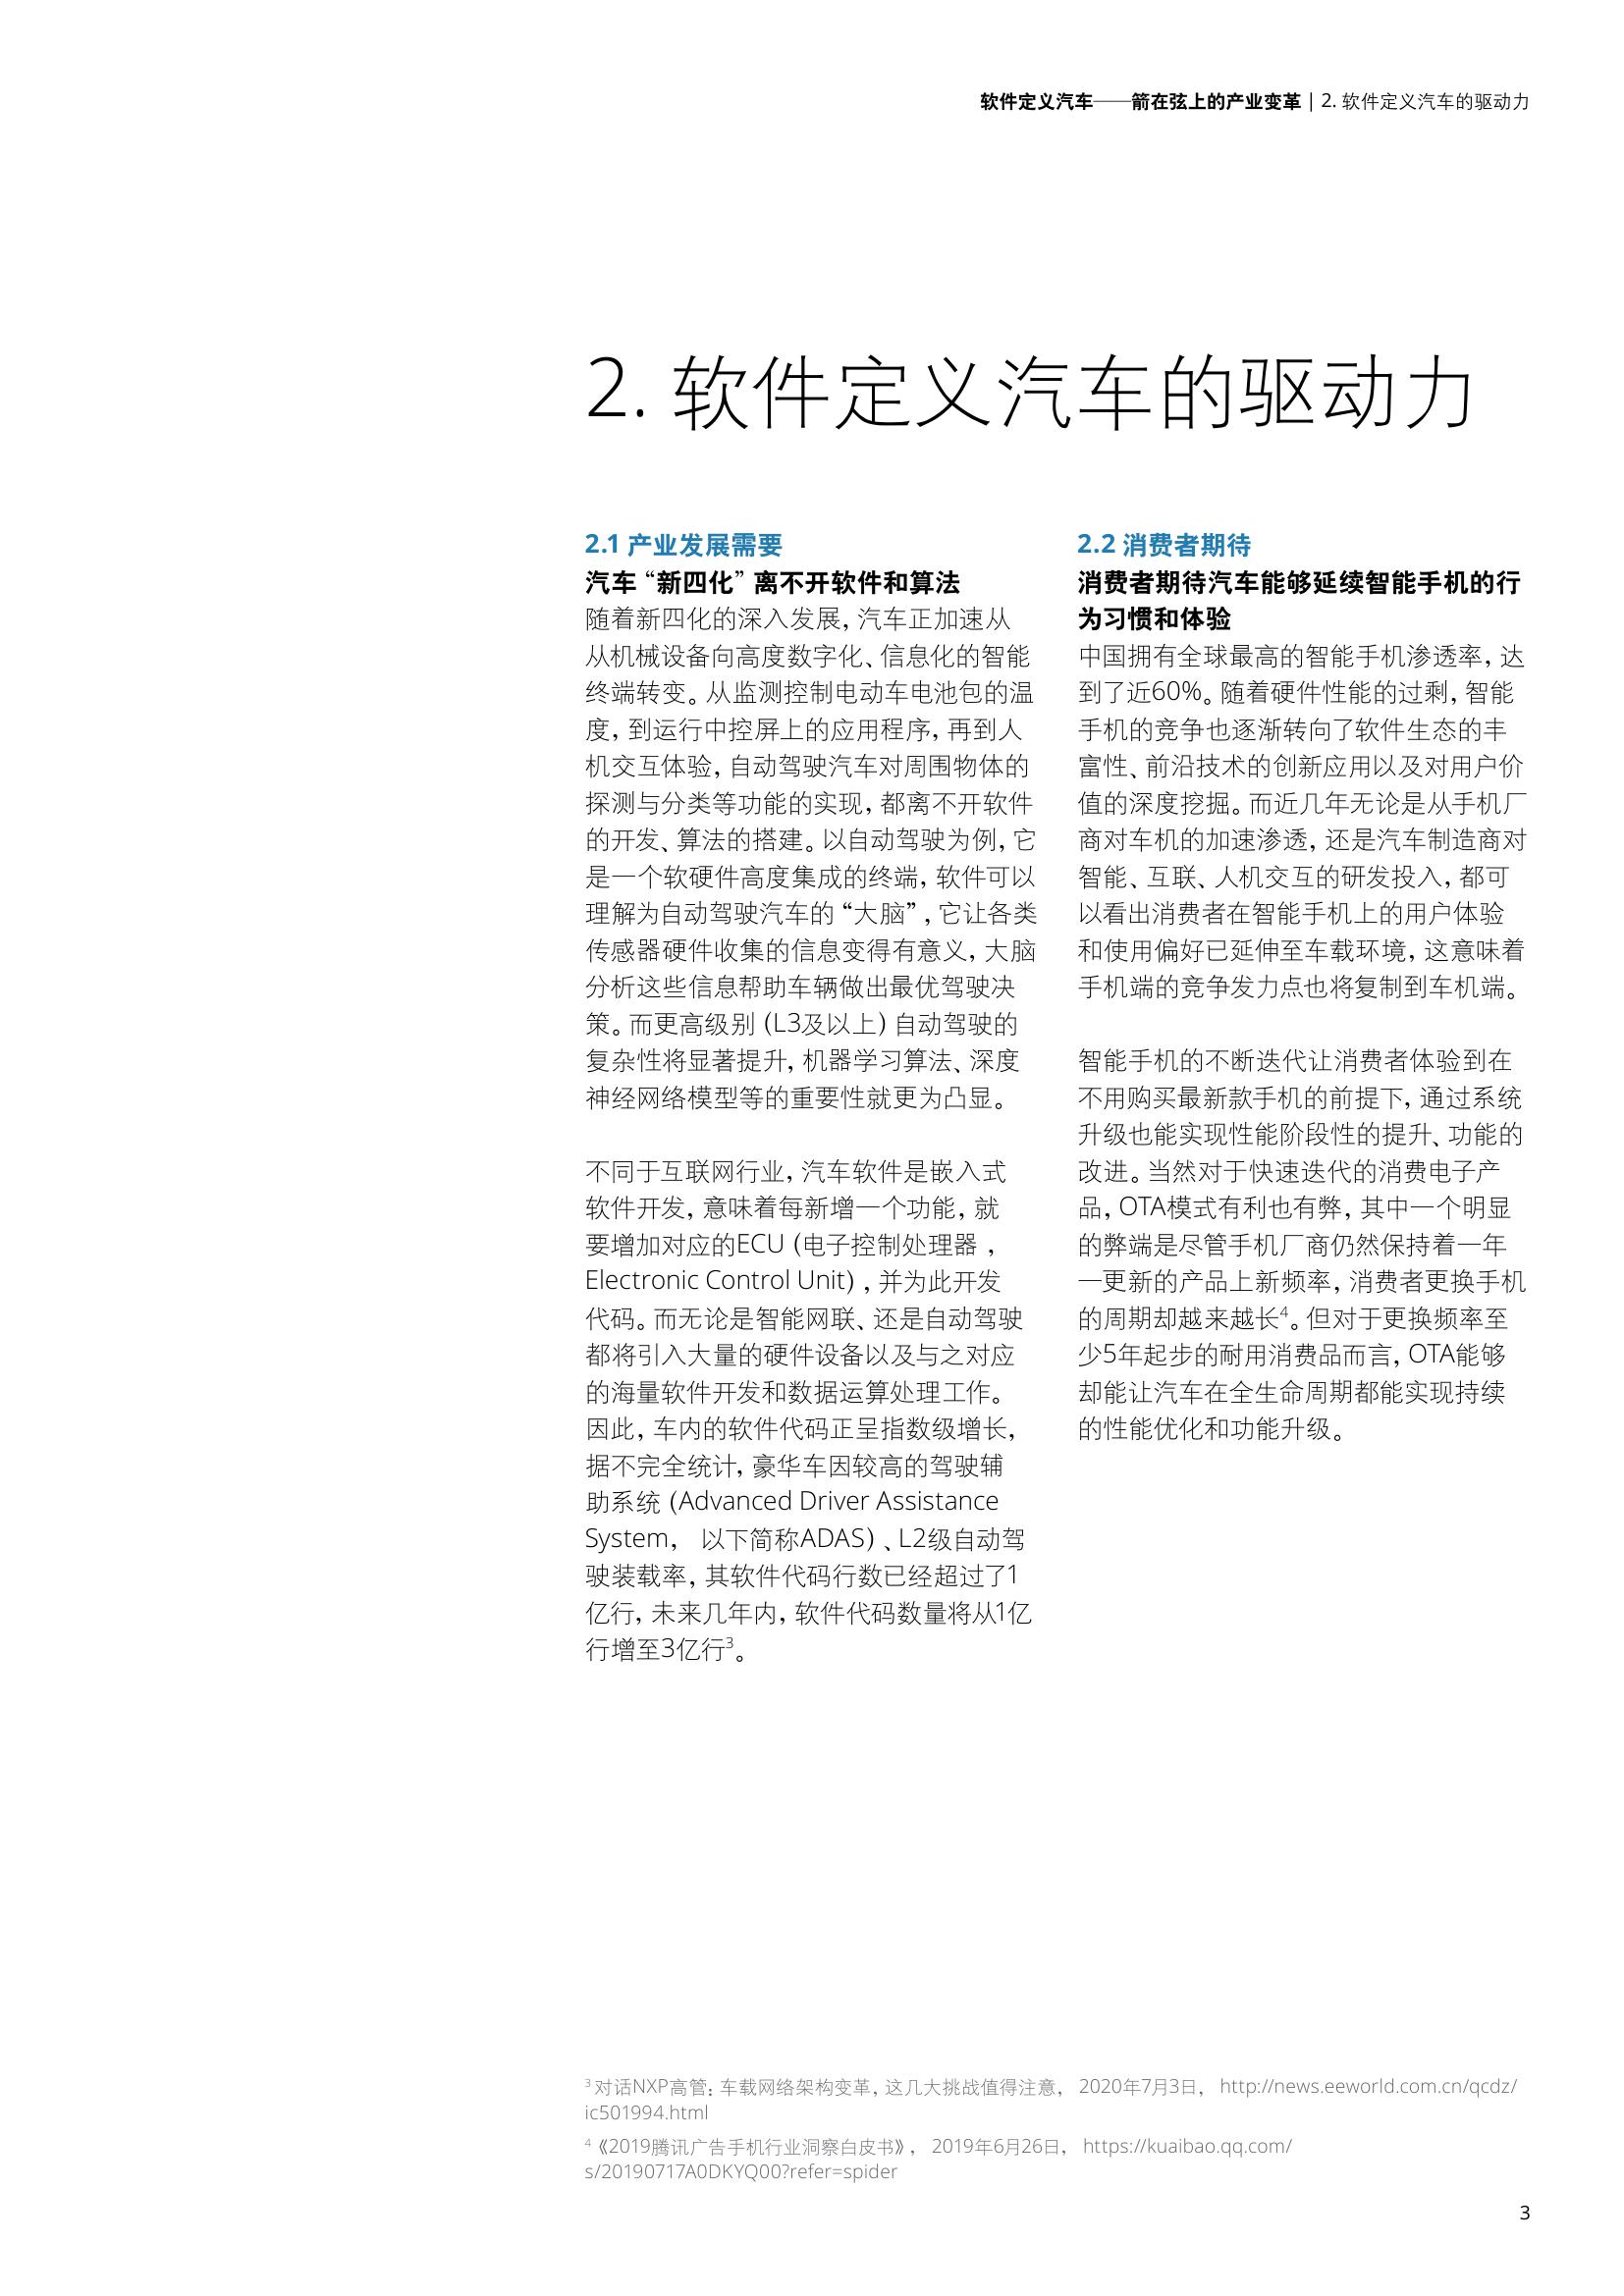 软件定义汽车——箭在弦上的产业变革 | 2. 软件定义汽车的驱动力
2. 软件定义汽车的驱动力
2.1 产业发展需要
汽车“新四化”离不开软件和算法
随着新四化的深入发展，汽车正加速从
从机械设备向高度数字化、信息化的智能
终端转变。从监测控制电动车电池包的温
度，到运行中控屏上的应用程序，再到人
机交互体验，自动驾驶汽车对周围物体的
探测与分类等功能的实现，都离不开软件
的开发、算法的搭建。以自动驾驶为例，它
是一个软硬件高度集成的终端，软件可以
理解为自动驾驶汽车的“大脑”，它让各类
传感器硬件收集的信息变得有意义，大脑
分析这些信息帮助车辆做出最优驾驶决
策。而更高级别（L3及以上）自动驾驶的
复杂性将显著提升，机器学习算法、深度
神经网络模型等的重要性就更为凸显。
不同于互联网行业，汽车软件是嵌入式
软件开发，意味着每新增一个功能，就
要增加对应的ECU（电子控制处理器，
Electronic Control Unit），并为此开发
代码。而无论是智能网联、还是自动驾驶
都将引入大量的硬件设备以及与之对应
的海量软件开发和数据运算处理工作。
因此，车内的软件代码正呈指数级增长，
据不完全统计，豪华车因较高的驾驶辅
助系统（Advanced Driver Assistance
System， 以下简称ADAS）、L2级自动驾
驶装载率，其软件代码行数已经超过了1
亿行，未来几年内，软件代码数量将从1亿
行增至3亿行³。
2.2 消费者期待
消费者期待汽车能够延续智能手机的行
为习惯和体验
中国拥有全球最高的智能手机渗透率，达
到了近60%。随着硬件性能的过剩，智能
手机的竞争也逐渐转向了软件生态的丰
富性、前沿技术的创新应用以及对用户价
值的深度挖掘。而近几年无论是从手机厂
商对车机的加速渗透，还是汽车制造商对
智能、互联、人机交互的研发投入，都可
以看出消费者在智能手机上的用户体验
和使用偏好已延伸至车载环境，这意味着
手机端的竞争发力点也将复制到车机端。
智能手机的不断迭代让消费者体验到在
不用购买最新款手机的前提下，通过系统
升级也能实现性能阶段性的提升、功能的
改进。当然对于快速迭代的消费电子产
品，OTA模式有利也有弊，其中一个明显
的弊端是尽管手机厂商仍然保持着一年
一更新的产品上新频率，消费者更换手机
的周期却越来越长⁴。但对于更换频率至
少5年起步的耐用消费品而言，OTA能够
却能让汽车在全生命周期都能实现持续
的性能优化和功能升级。
³ 对话NXP高管：车载网络架构变革，这几大挑战值得注意， 2020年7月3日， http://news.eeworld.com.cn/qcdz/
ic501994.html
⁴《2019腾讯广告手机行业洞察白皮书》， 2019年6月26日， https://kuaibao.qq.com/
s/20190717A0DKYQ00?refer=spider
3